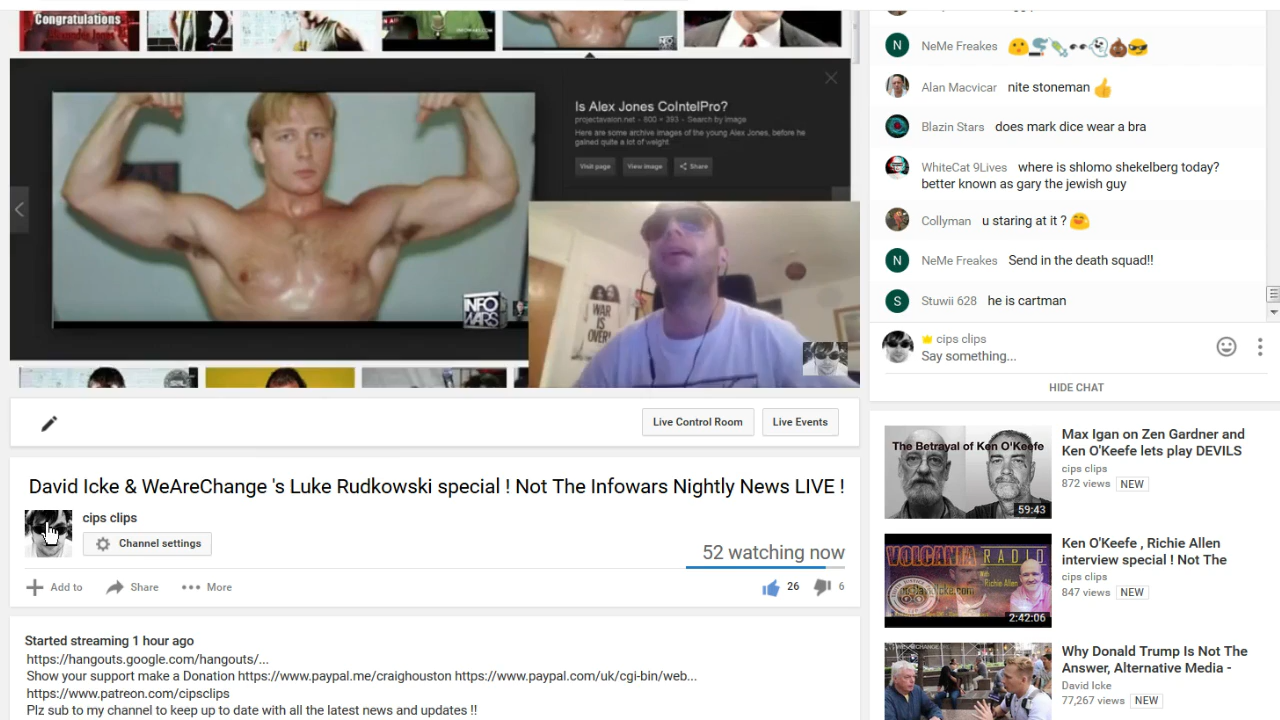 Congratulations
Alexander Jones
Is Alex Jones CoIntelPro?
projectavalon.net - 800 × 393 - Search by image
Here are some archive images of the young Alex Jones, before he
gained quite a lot of weight
Visit page
View image
Share
INFO
WARS
WAR
IS
OVER!
NeMe Freakes
Alan Macvicar nite stoneman 👍
Blazin Stars does mark dice wear a bra
WhiteCat 9Lives where is shlomo shekelberg today?
better known as gary the jewish guy
Collyman u staring at it ?
N
NeMe Freakes Send in the death squad!!
S
Stuwii 628 he is cartman
cips clips
Say something...
HIDE CHAT
Live Control Room
Live Events
David Icke & WeAreChange 's Luke Rudkowski special ! Not The Infowars Nightly News LIVE !
cips clips
Channel settings
52 watching now
Add to
Share
More
26
6
Started streaming 1 hour ago
https://hangouts.google.com/hangouts/...
Show your support make a Donation https://www.paypal.me/craighouston https://www.paypal.com/uk/cgi-bin/web...
https://www.patreon.com/cipsclips
Plz sub to my channel to keep up to date with all the latest news and updates !!
The Betrayal of Ken O'Keefe
59:43
Max Igan on Zen Gardner and
Ken O'Keefe lets play DEVILS
cips clips
872 views NEW
VOLCANIA RADIO
with
Richie Allen
2:42:06
Ken O'Keefe , Richie Allen
interview special ! Not The
cips clips
847 views NEW
Why Donald Trump Is Not The
Answer, Alternative Media -
David Icke
77,267 views NEW